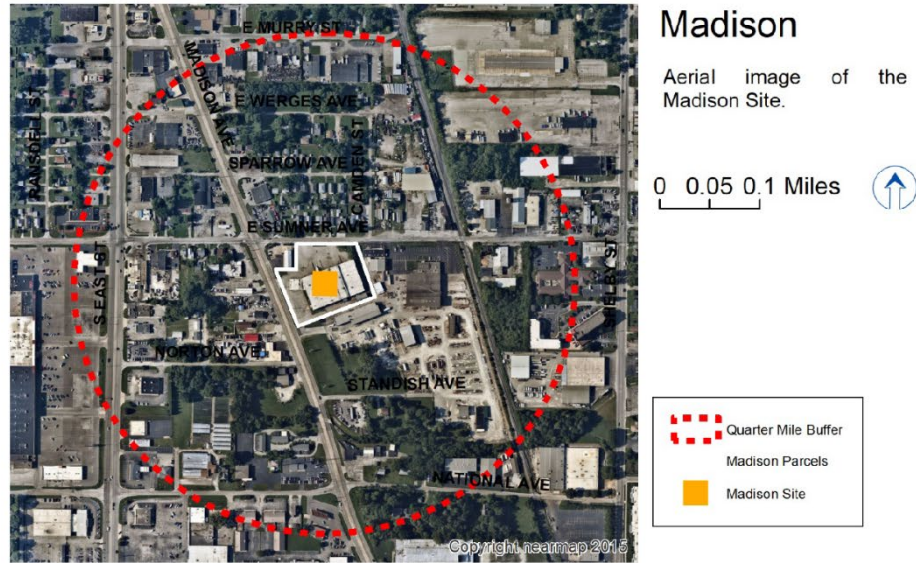 E MURRY ST
MADISON AVE
E WERGES AVE
RANSDELL ST
CAMDEN ST
SPARROW AVE
E SUMNER AVE
S EAST ST
SHELBY ST
NORTON AVE
STANDISH AVE
NATIONAL AVE
Copyright nearmap 2015
Madison
Aerial image of the
Madison Site.
0 0.05 0.1 Miles
Quarter Mile Buffer
Madison Parcels
Madison Site